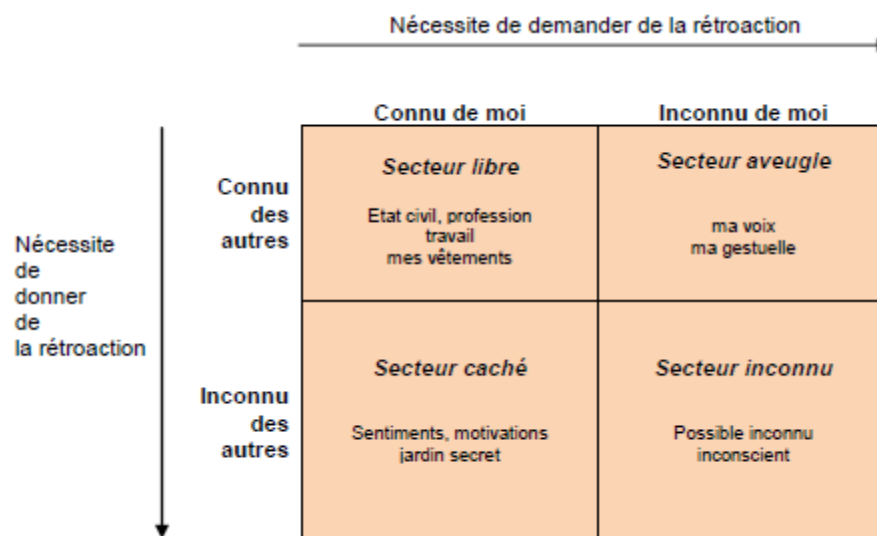 Nécessite de demander de la rétroaction
Connu de moi
Inconnu de moi
Connu
des
autres
Secteur libre
Etat civil, profession
travail
mes vêtements
Secteur aveugle
ma voix
ma gestuelle
Nécessite
de
donner
de
la rétroaction
Inconnu
des
autres
Secteur caché
Sentiments, motivations
jardin secret
Secteur inconnu
Possible inconnu
inconscient